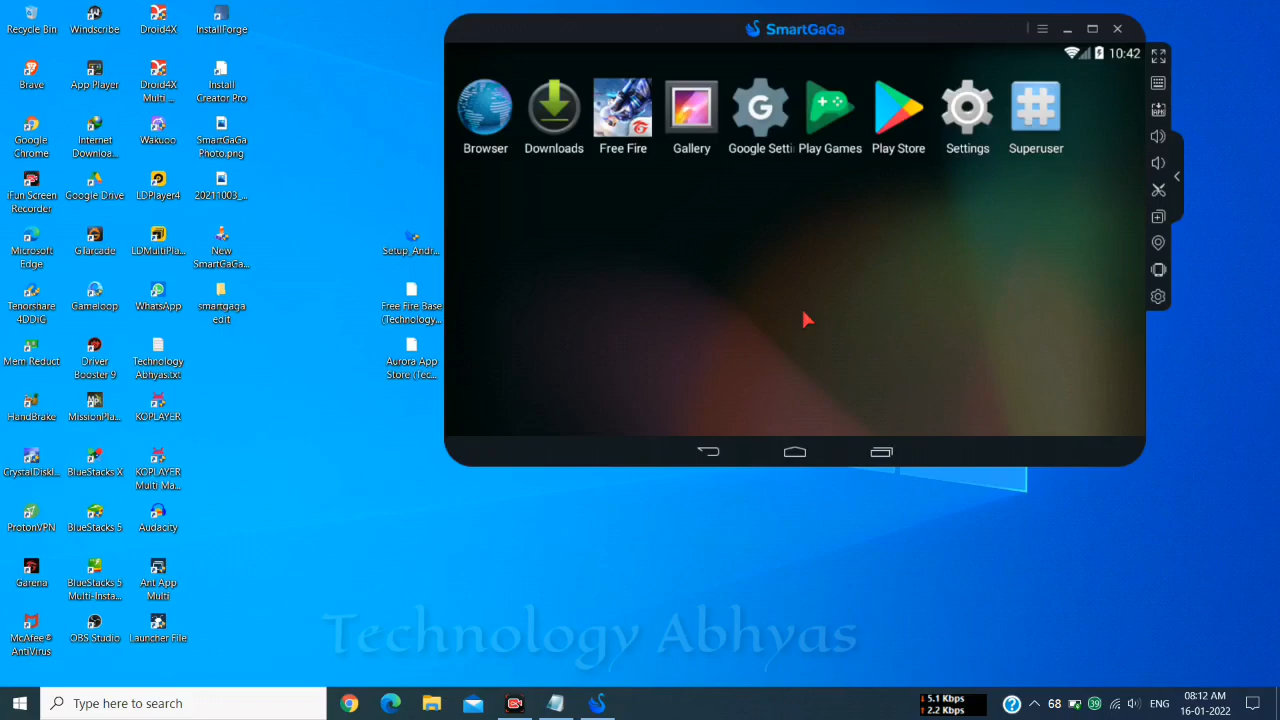 Recycle Bin
Windscribe
Droid4X
InstallForge
Brave
App Player
Droid4X
Multi ...
Install
Creator Pro
Google
Chrome
Internet
Downloa...
Wakuoo
SmartGaGa
Photo.png
iFun Screen
Recorder
Google Drive
LDPlayer4
20211003_...
Microsoft
Edge
GTarcade
LDMultiPla...
New
SmartGaGa...
Tenorshare
4DDiG
Gameloop
WhatsApp
smartgaga
edit
Mem Reduct
Driver
Booster 9
Technology
Abhyas.txt
HandBrake
MissionPla...
KOPLAYER
CrystalDiskI...
BlueStacks X
KOPLAYER
Multi Ma...
ProtonVPN
BlueStacks 5
Audacity
Garena
BlueStacks 5
Multi-Insta...
Ant App
Multi
McAfee®
AntiVirus
OBS Studio
Launcher File
Setup_Andr...
Free Fire Base
(Technology...
Aurora App
Store (Tec...
SmartGaGa
10:42
Browser
Downloads
Free Fire
Gallery
Google Setti
Play Games
Play Store
Settings
Superuser
Technology Abhyas
Type here to search
5.1 Kbps
2.2 Kbps
68
39
ENG
08:12 AM
16-01-2022